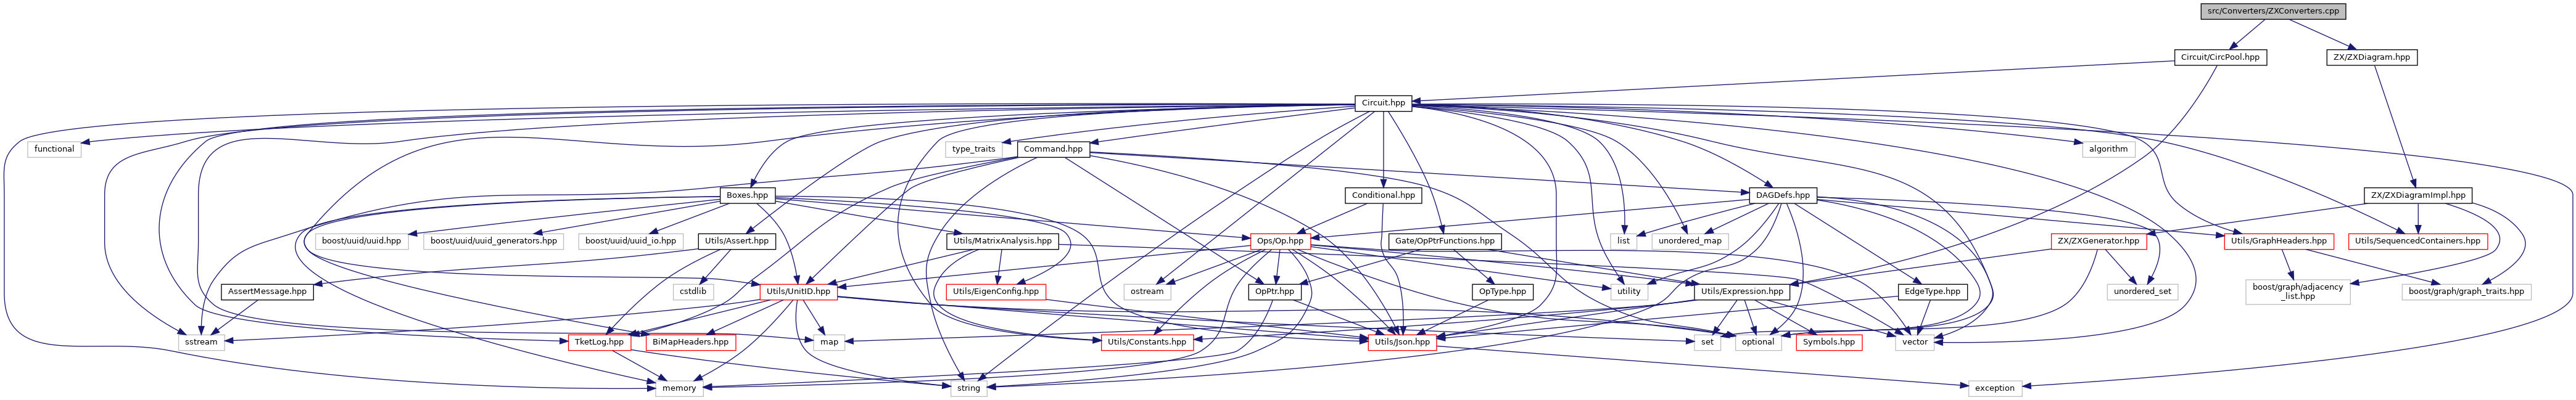 src/Converters/ZXConverters.cpp
Circuit/CircPool.hpp
ZX/ZXDiagram.hpp
Circuit.hpp
functional
type_traits
Command.hpp
algorithm
Boxes.hpp
Conditional.hpp
DAGDefs.hpp
ZX/ZXDiagramImpl.hpp
boost/uuid/uuid.hpp
boost/uuid/uuid_generators.hpp
boost/uuid/uuid_io.hpp
Utils/Assert.hpp
Utils/MatrixAnalysis.hpp
Ops/Op.hpp
Gate/OpPtrFunctions.hpp
list
unordered_map
ZX/ZXGenerator.hpp
Utils/GraphHeaders.hpp
Utils/SequencedContainers.hpp
AssertMessage.hpp
cstdlib
Utils/UnitID.hpp
Utils/EigenConfig.hpp
ostream
OpPtr.hpp
OpType.hpp
utility
Utils/Expression.hpp
EdgeType.hpp
unordered_set
boost/graph/adjacency
_list.hpp
boost/graph/graph_traits.hpp
sstream
TketLog.hpp
BiMapHeaders.hpp
map
Utils/Constants.hpp
Utils/Json.hpp
set
optional
Symbols.hpp
vector
memory
string
exception